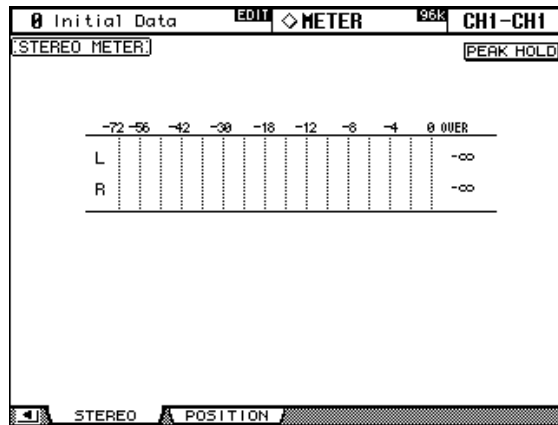 0 Initial Data EDIT ◇METER 96k CH1-CH1
STEREO METER PEAK HOLD
-72 -56 -42 -30 -18 -12 -8 -4 0 OVER
L -∞
R -∞
STEREO POSITION